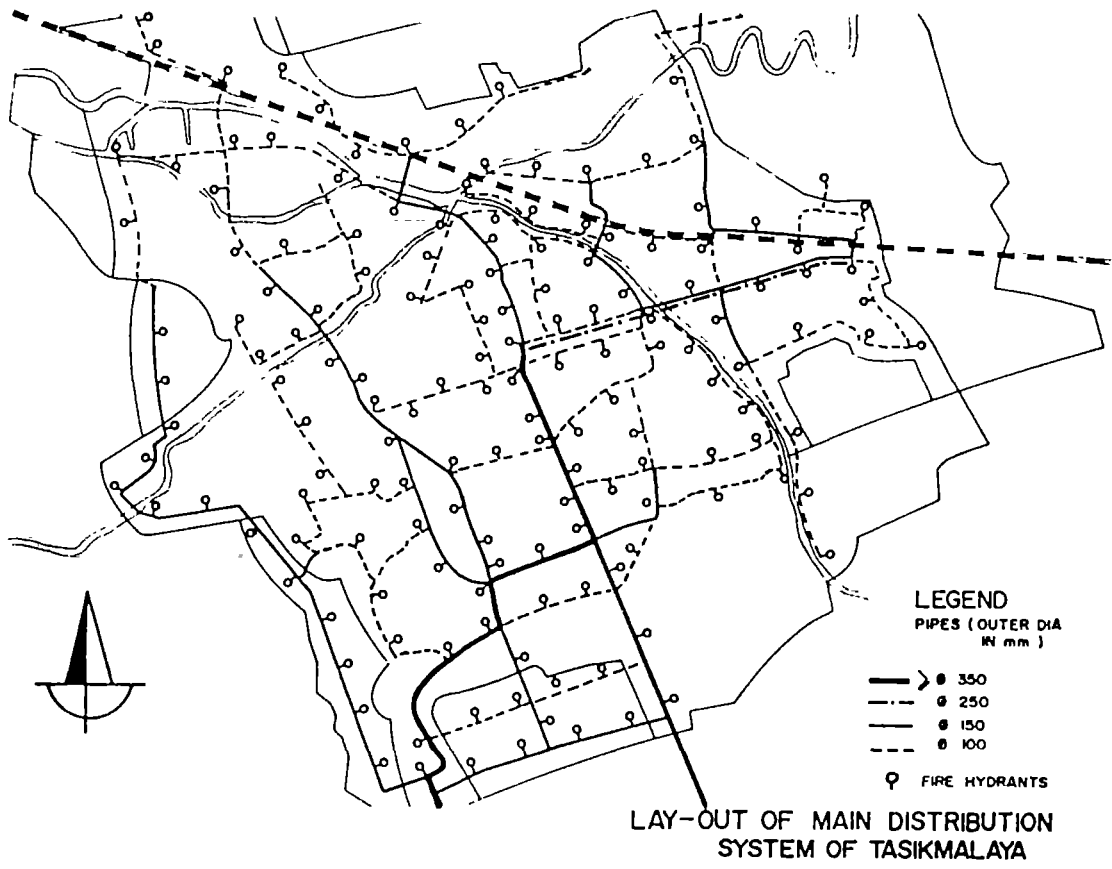 LEGEND
PIPES ( OUTER DIA
IN mm )
> ø 350
ø 250
ø 150
ø 100
FIRE HYDRANTS
LAY-OUT OF MAIN DISTRIBUTION
SYSTEM OF TASIKMALAYA